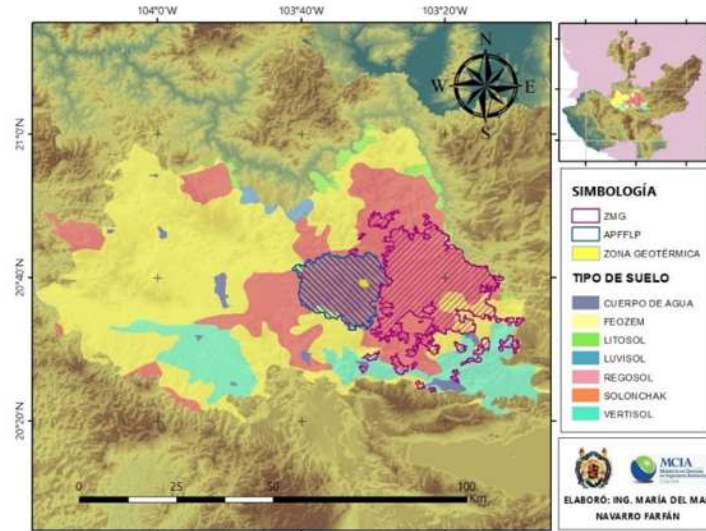 104°0'W 103°40'W 103°20'W
21°0'N
20°40'N
20°20'N
N
W E
S
0 12.5 25 50 100
Km
SIMBOLOGÍA
ZMG
APFFLP
ZONA GEOTÉRMICA
TIPO DE SUELO
CUERPO DE AGUA
FEOZEM
LITOSOL
LUVISOL
REGOSOL
SOLONCHAK
VERTISOL
MCIA
ELABORÓ: ING. MARÍA DEL MA
NAVARRO FARFÁN